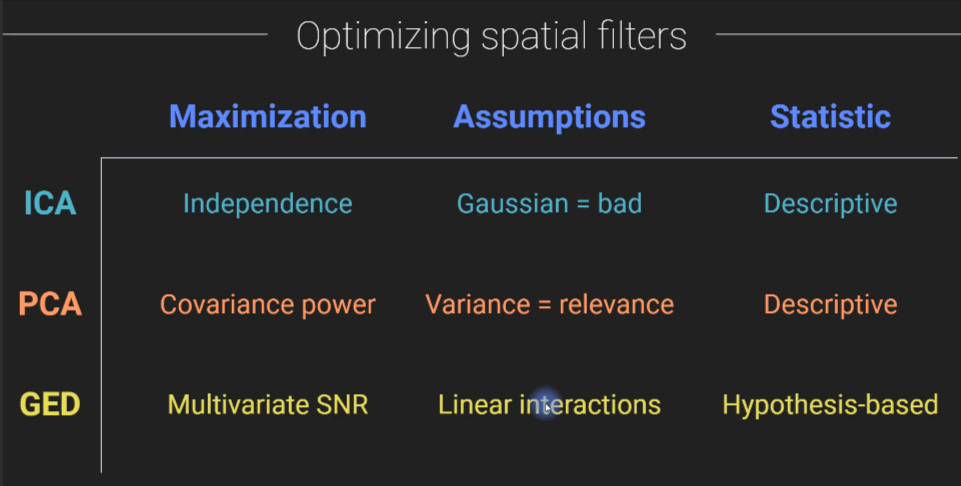 Optimizing spatial filters
Maximization Assumptions Statistic
ICA Independence Gaussian = bad Descriptive
PCA Covariance power Variance = relevance Descriptive
GED Multivariate SNR Linear interactions Hypothesis-based